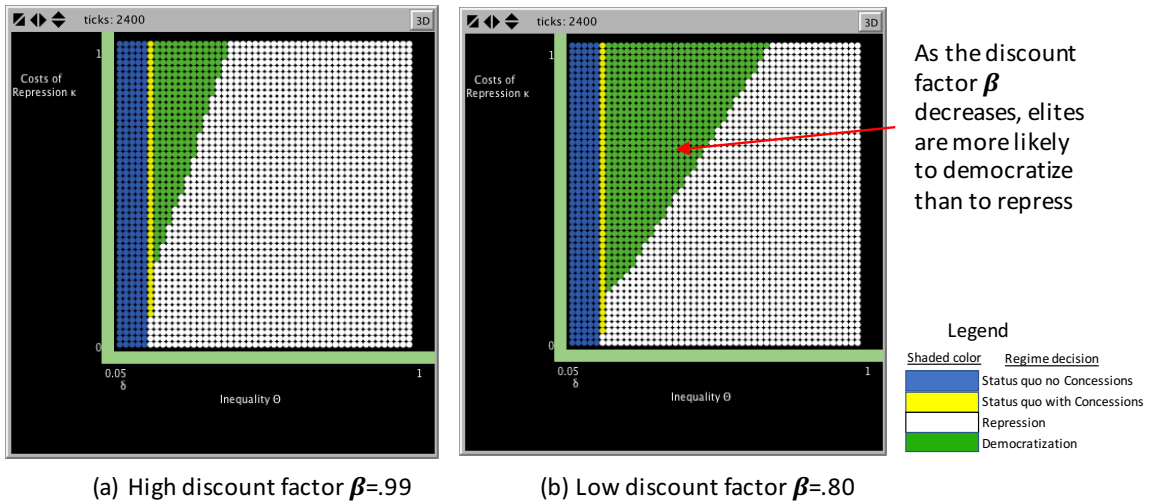 ticks: 2400
3D
1
Costs of
Repression κ
0
0.05
1
δ
Inequality Θ
ticks: 2400
3D
1
Costs of
Repression κ
0
0.05
1
δ
Inequality Θ
As the discount
factor β
decreases, elites
are more likely
to democratize
than to repress
Legend
Shaded color Regime decision
Status quo no Concessions
Status quo with Concessions
Repression
Democratization
(a) High discount factor β=.99
(b) Low discount factor β=.80